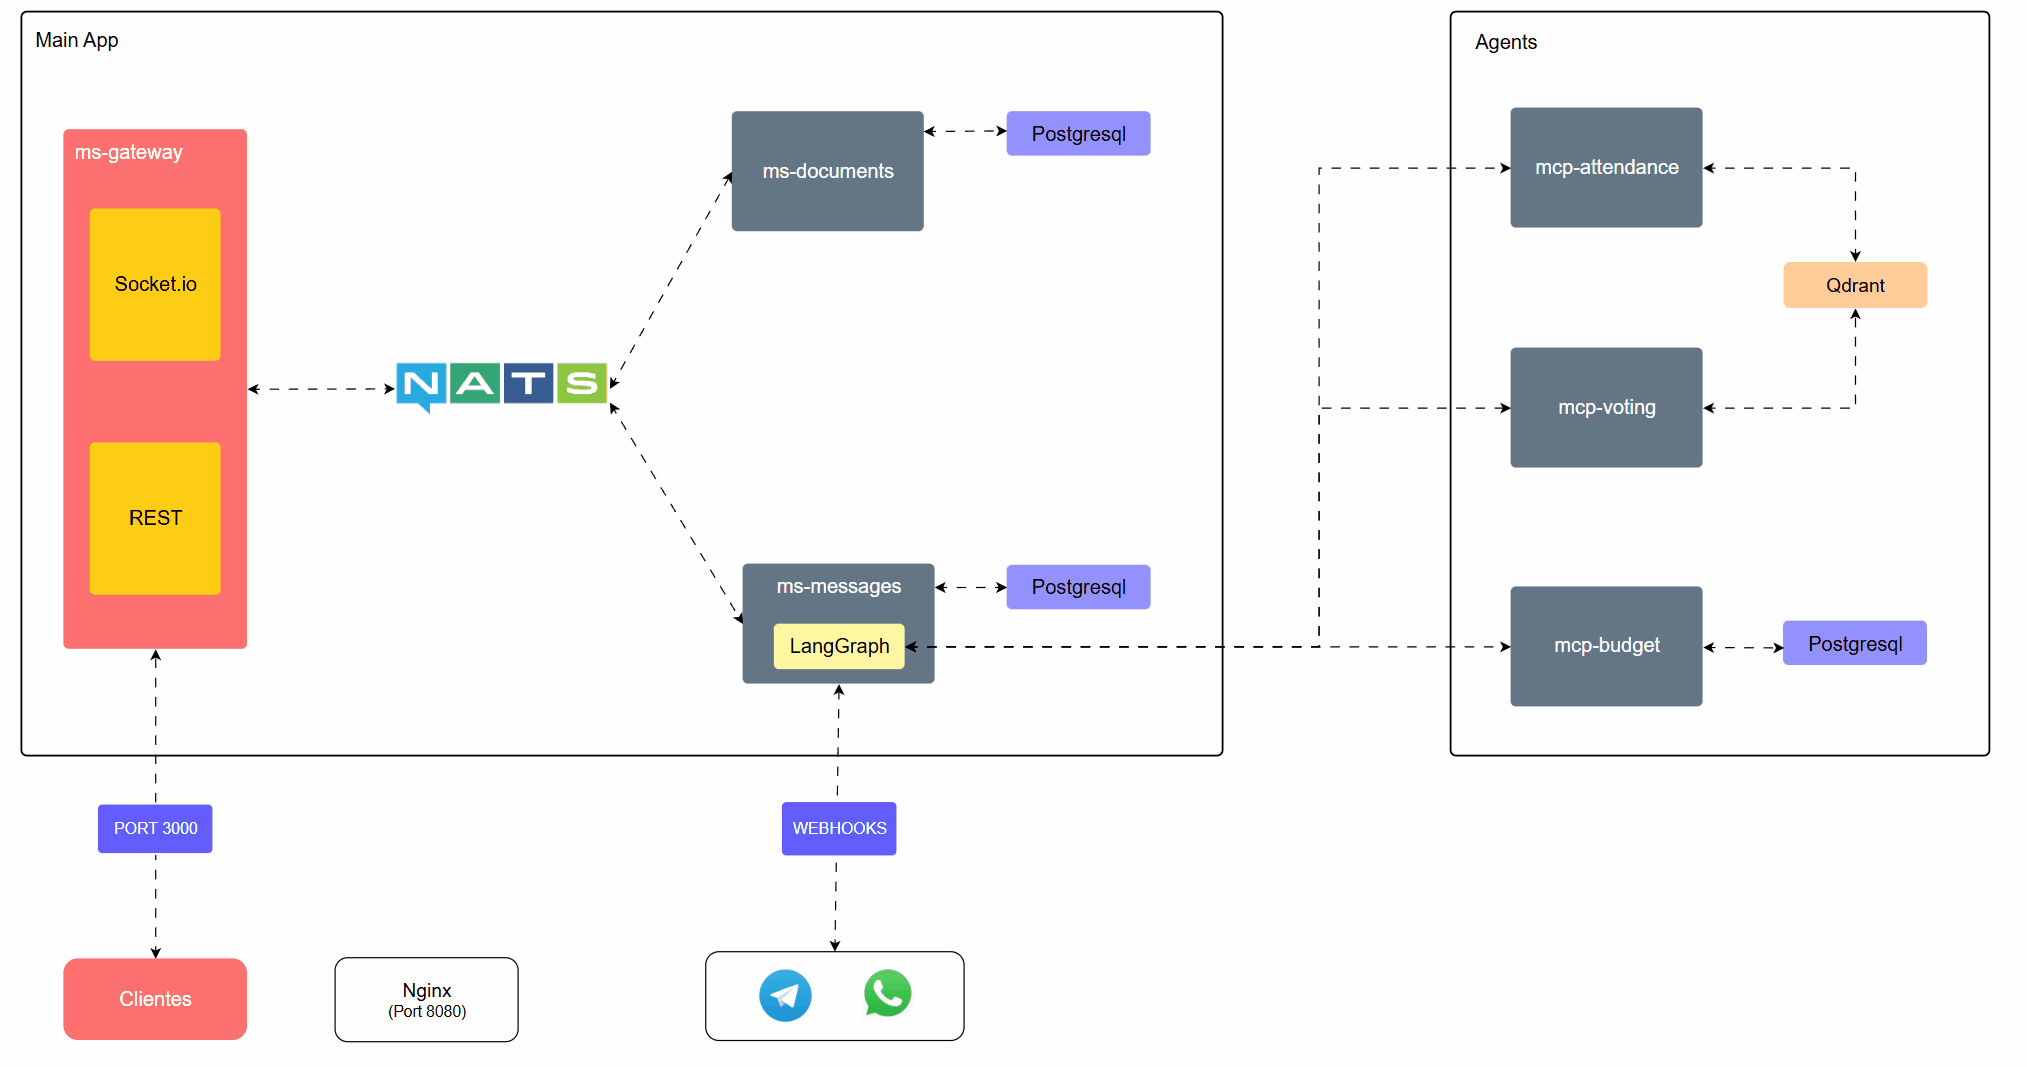 Main App
Agents
ms-gateway
Socket.io
REST
NATS
ms-documents
Postgresql
ms-messages
LangGraph
Postgresql
mcp-attendance
Qdrant
mcp-voting
mcp-budget
Postgresql
PORT 3000
WEBHOOKS
Clientes
Nginx
(Port 8080)